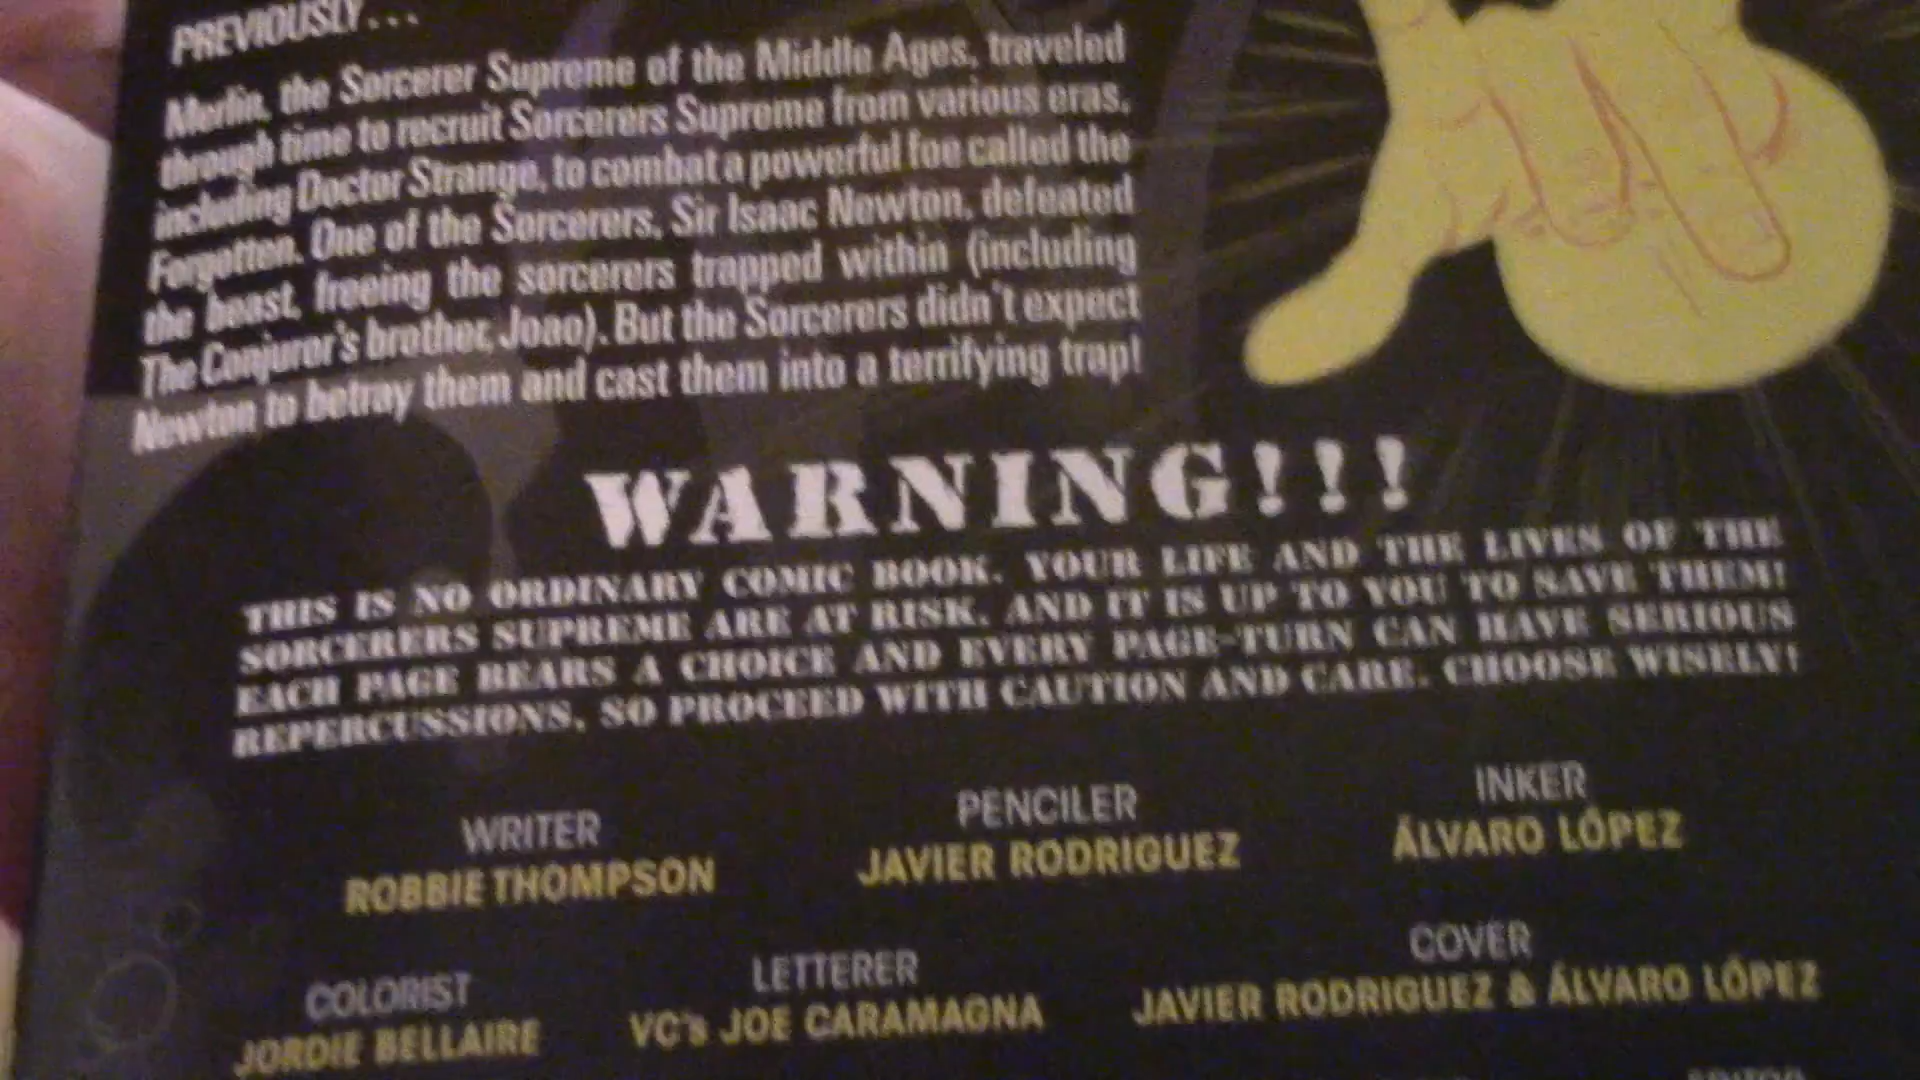 PREVIOUSLY...
Merlin, the Sorcerer Supreme of the Middle Ages, traveled
through time to recruit Sorcerers Supreme from various eras,
including Doctor Strange, to combat a powerful foe called the
Forgotten. One of the Sorcerers, Sir Isaac Newton, defeated
the beast, freeing the sorcerers trapped within (including
The Conjuror's brother, Joao). But the Sorcerers didn't expect
Newton to betray them and cast them into a terrifying trap!
WARNING!!!
THIS IS NO ORDINARY COMIC BOOK. YOUR LIFE AND THE LIVES OF THE
SORCERERS SUPREME ARE AT RISK, AND IT IS UP TO YOU TO SAVE THEM!
EACH PAGE BEARS A CHOICE AND EVERY PAGE-TURN CAN HAVE SERIOUS
REPERCUSSIONS, SO PROCEED WITH CAUTION AND CARE. CHOOSE WISELY!
WRITER
ROBBIE THOMPSON
PENCILER
JAVIER RODRIGUEZ
INKER
ÁLVARO LÓPEZ
COLORIST
JORDIE BELLAIRE
LETTERER
VC's JOE CARAMAGNA
COVER
JAVIER RODRIGUEZ & ÁLVARO LÓPEZ